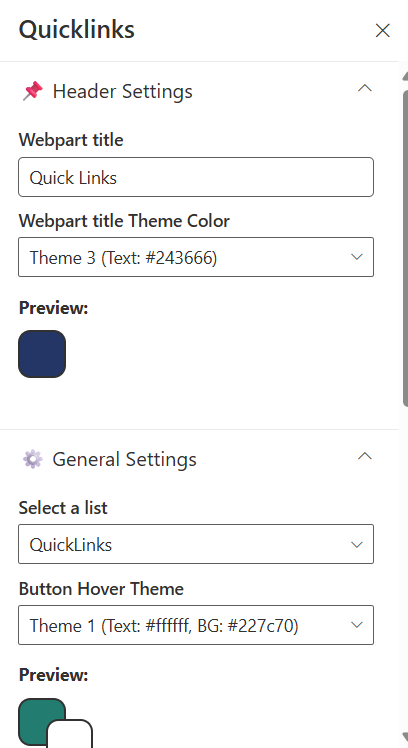 Quicklinks
Header Settings
Webpart title
Quick Links
Webpart title Theme Color
Theme 3 (Text: #243666)
Preview:
General Settings
Select a list
QuickLinks
Button Hover Theme
Theme 1 (Text: #ffffff, BG: #227c70)
Preview: